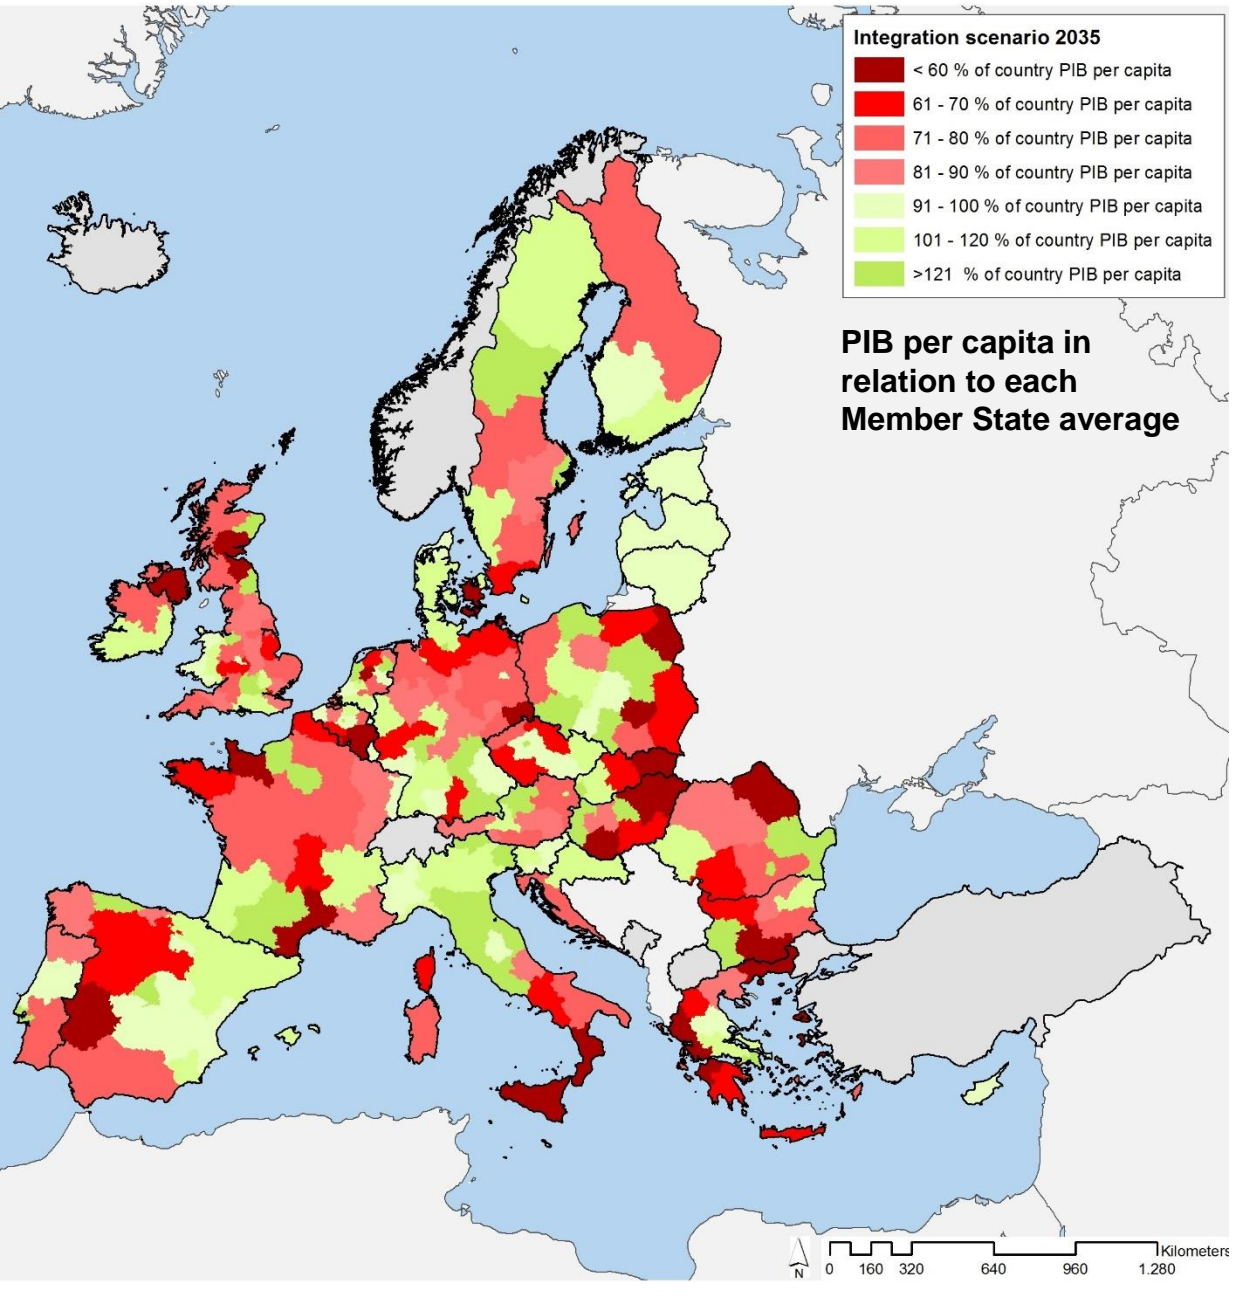 Integration scenario 2035
< 60 % of country PIB per capita
61 - 70 % of country PIB per capita
71 - 80 % of country PIB per capita
81 - 90 % of country PIB per capita
91 - 100 % of country PIB per capita
101 - 120 % of country PIB per capita
>121 % of country PIB per capita
PIB per capita in
relation to each
Member State average
N
Kilometers
0 160 320 640 960 1.280